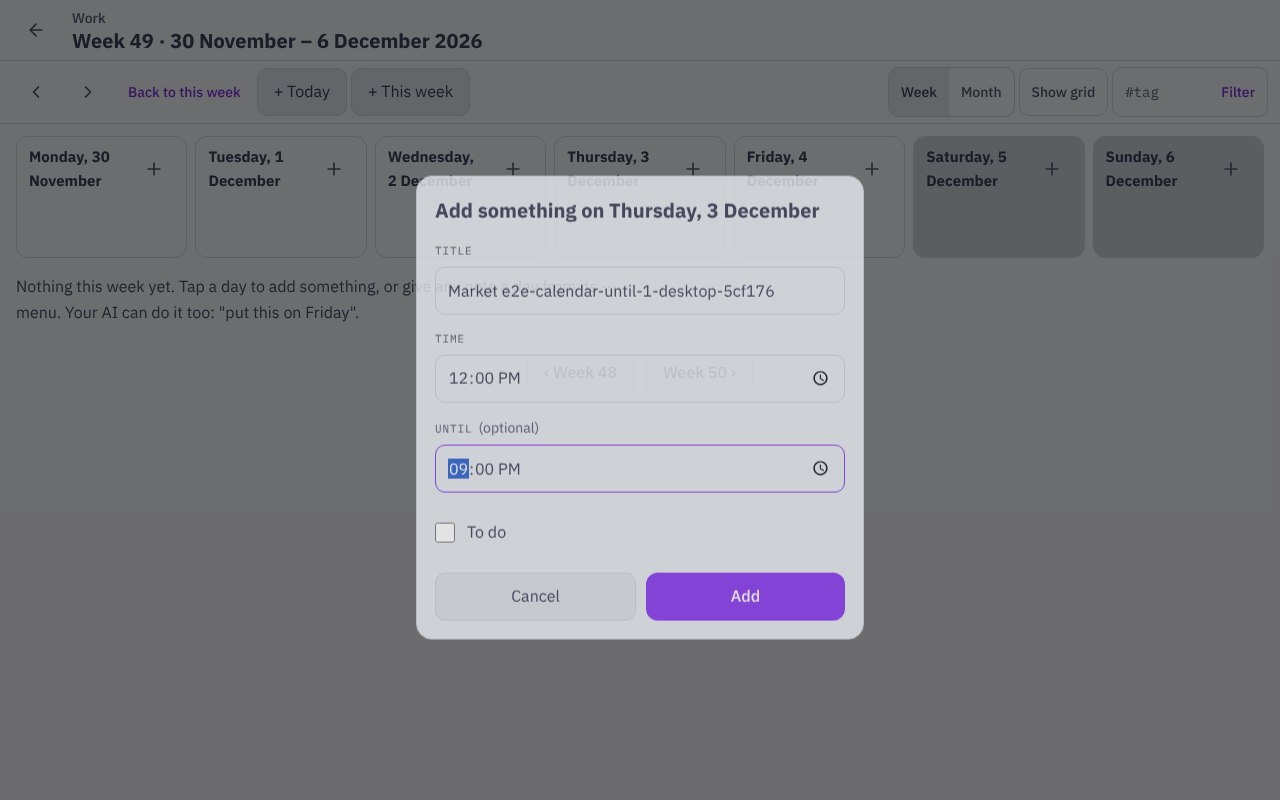 Work
Week 49 · 30 November – 6 December 2026
Back to this week
+ Today
+ This week
Week
Month
Show grid
#tag
Filter
Monday, 30
November
Tuesday, 1
December
Wednesday,
2 December
Thursday, 3
December
Friday, 4
December
Saturday, 5
December
Sunday, 6
December
Nothing this week yet. Tap a day to add something, or give
menu. Your AI can do it too: "put this on Friday".
‹ Week 48
Week 50 ›
Add something on Thursday, 3 December
TITLE
Market e2e-calendar-until-1-desktop-5cf176
TIME
12:00 PM
UNTIL (optional)
09:00 PM
To do
Cancel
Add